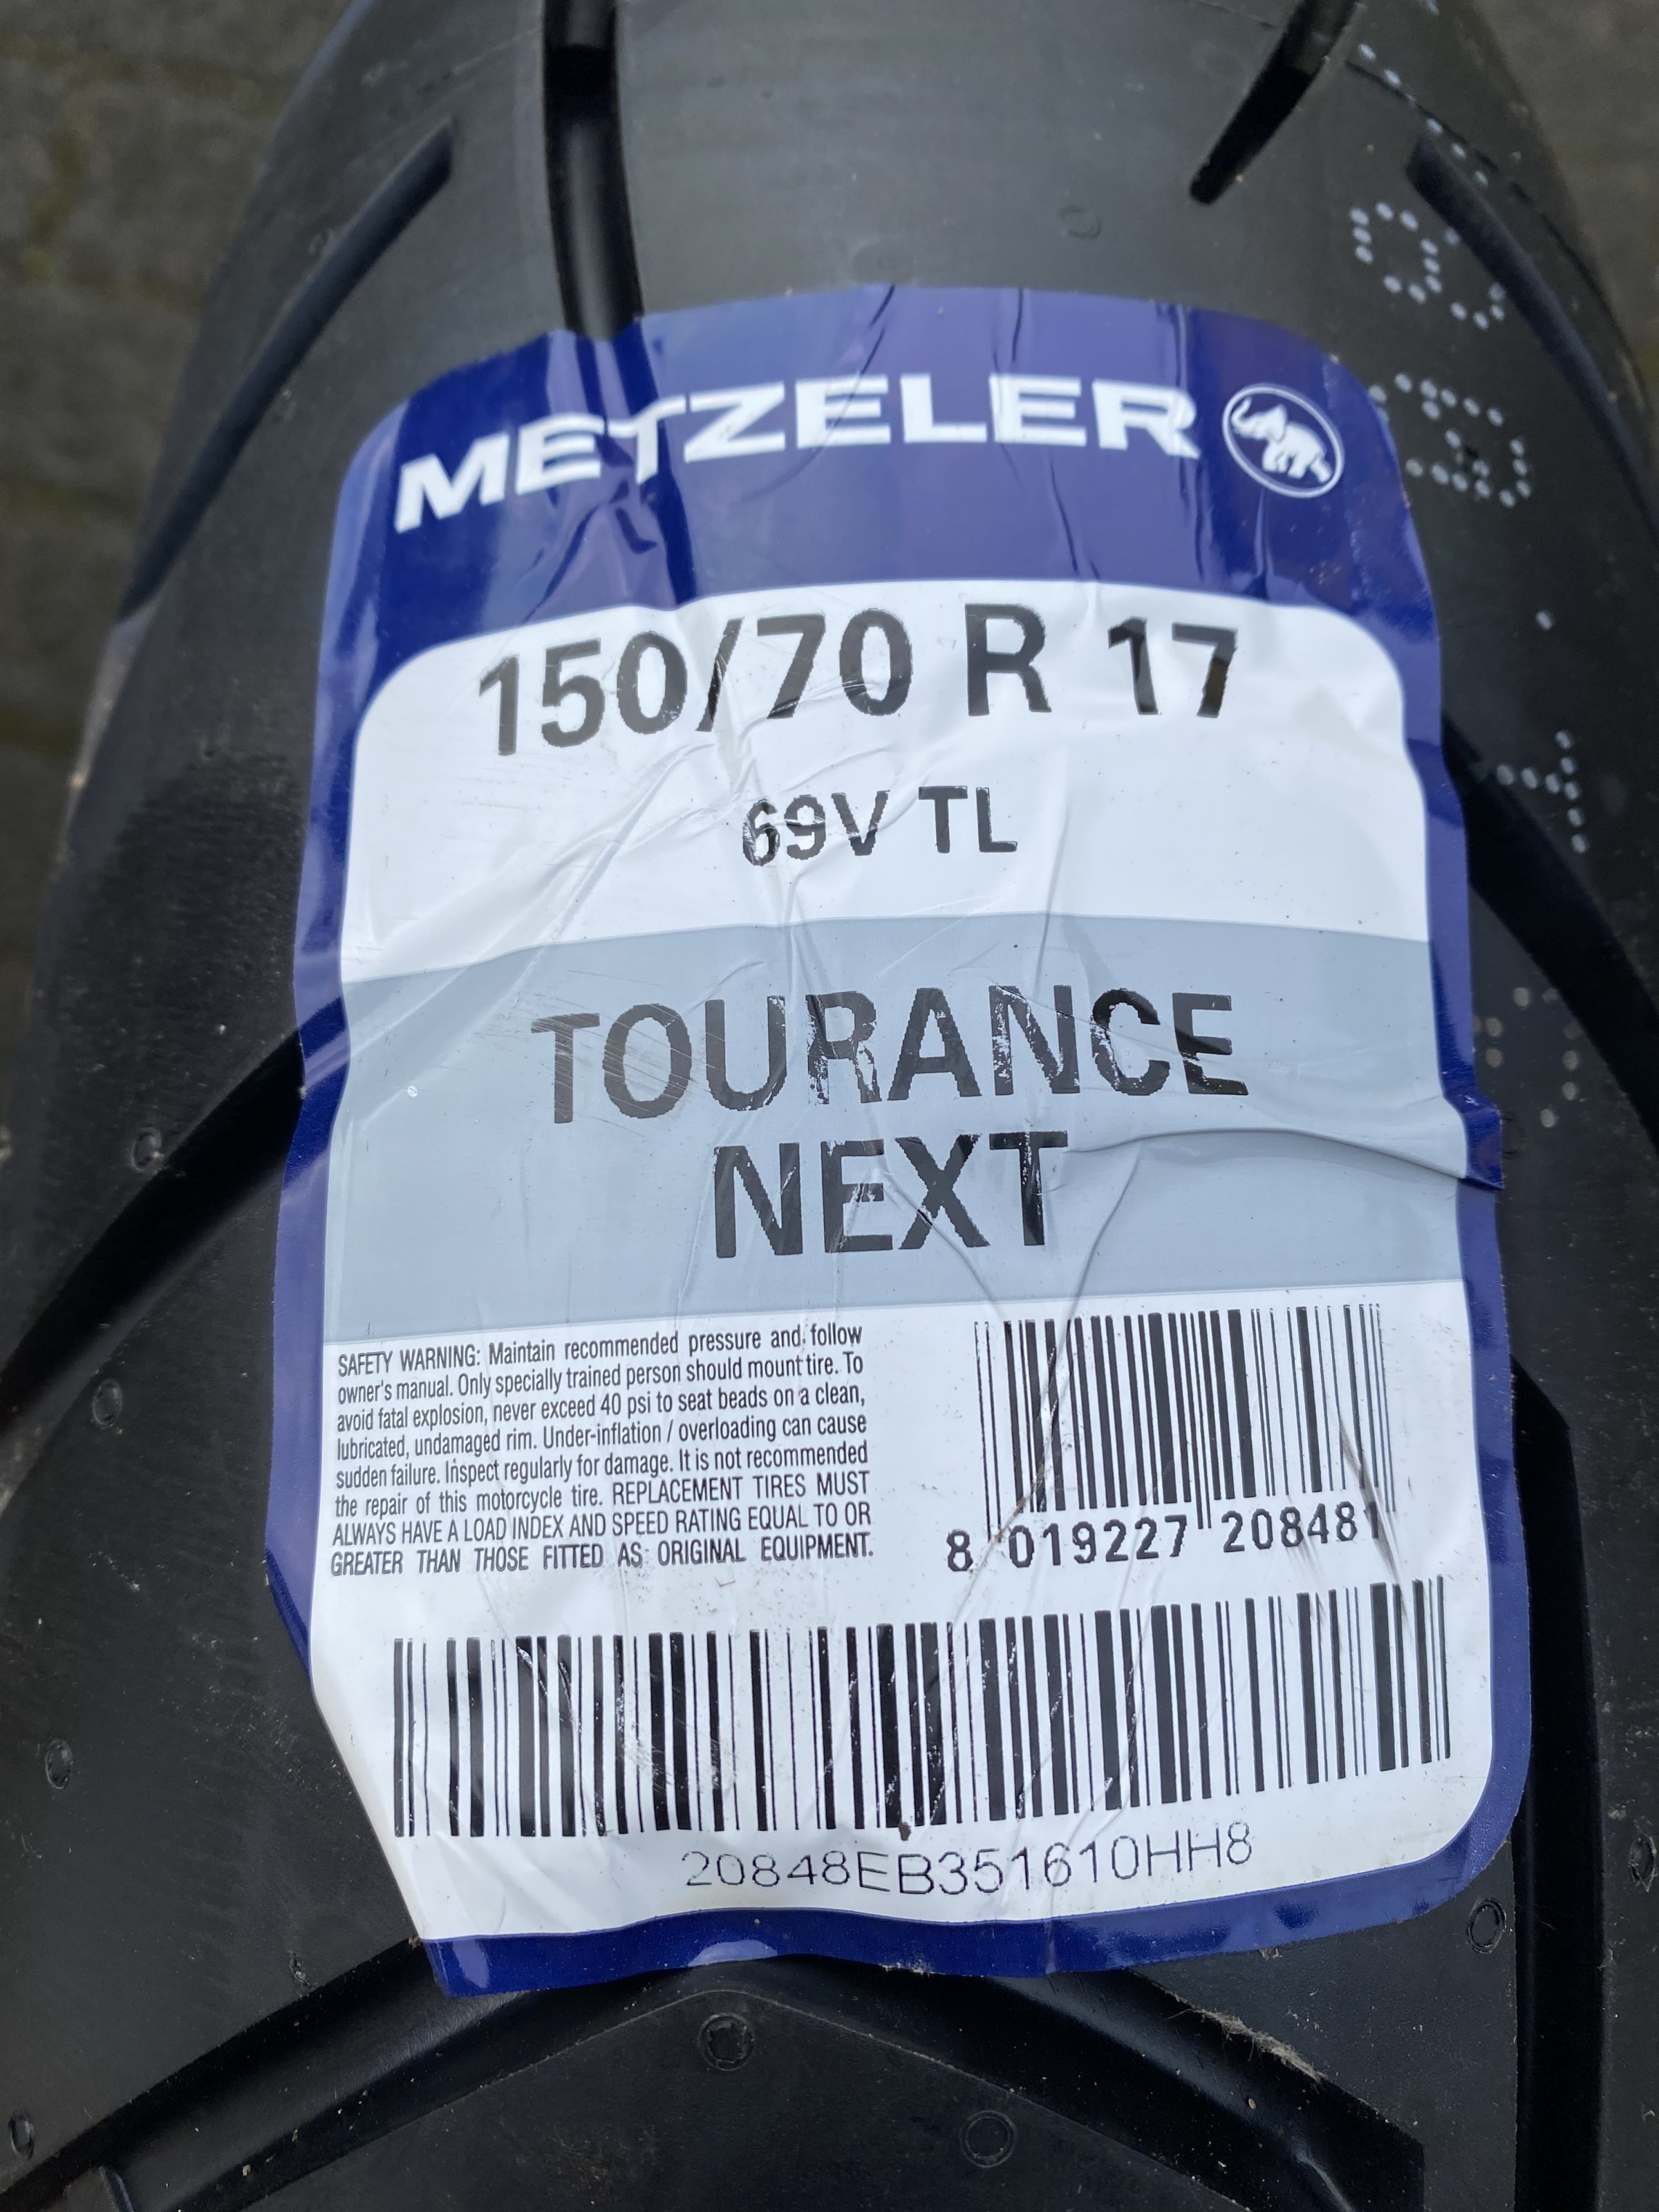 METZELER
150/70 R 17
69V TL
TOURANCE
NEXT
SAFETY WARNING: Maintain recommended pressure and follow
owner's manual. Only specially trained person should mount tire. To
avoid fatal explosion, never exceed 40 psi to seat beads on a clean,
lubricated, undamaged rim. Under-inflation / overloading can cause
sudden failure. Inspect regularly for damage. It is not recommended
the repair of this motorcycle tire. REPLACEMENT TIRES MUST
ALWAYS HAVE A LOAD INDEX AND SPEED RATING EQUAL TO OR
GREATER THAN THOSE FITTED AS ORIGINAL EQUIPMENT.
8 019227 208481
20848EB351610HH8